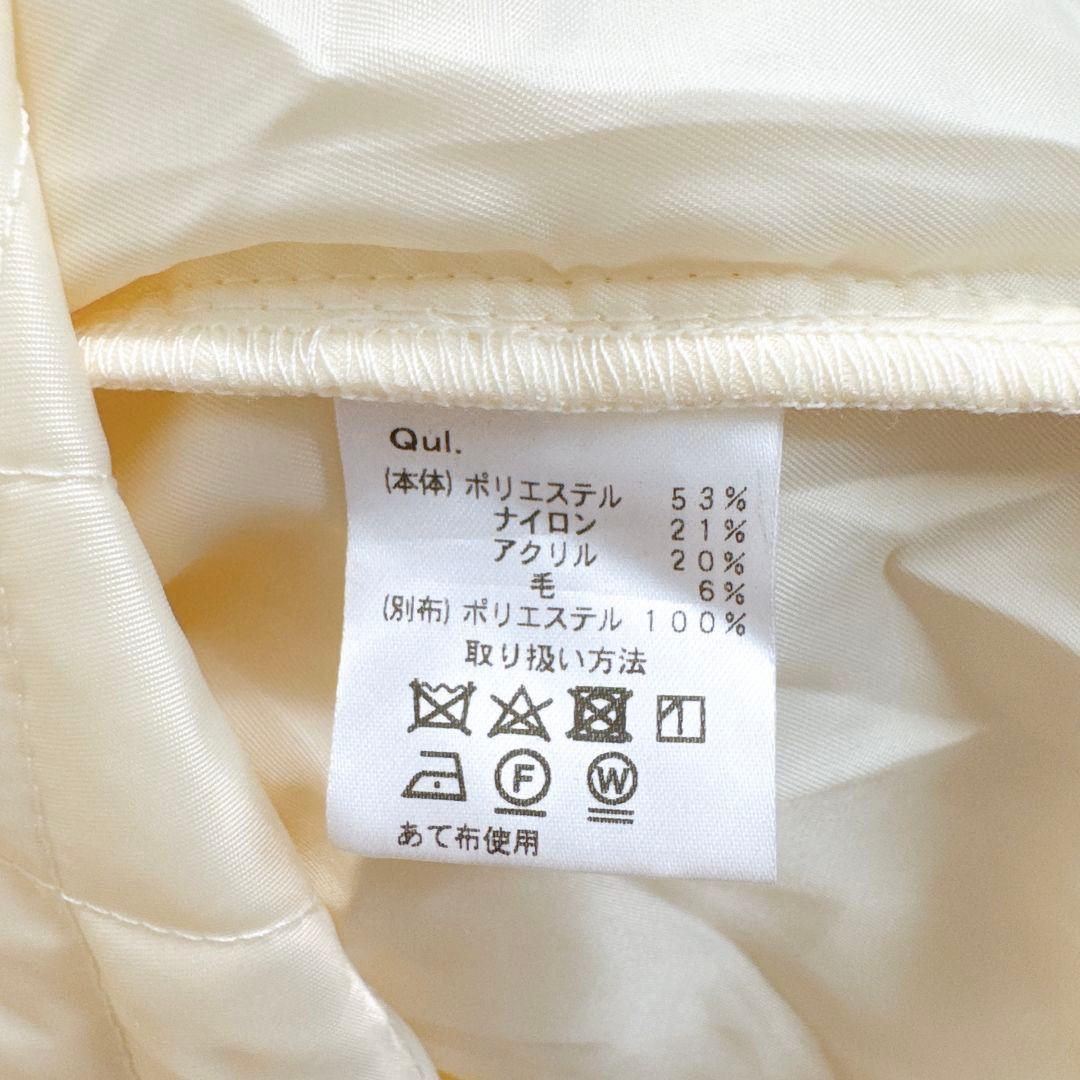 Qul.
(本体) ポリエステル 53%
ナイロン 21%
アクリル 20%
毛 6%
(別布) ポリエステル 100%
取り扱い方法
F W
あて布使用